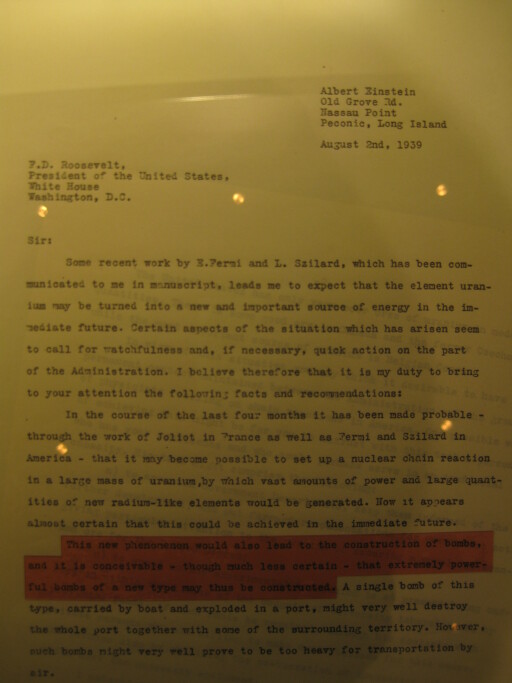 Albert Einstein
Old Grove Rd.
Nassau Point
Peconic, Long Island
August 2nd, 1939
F.D. Roosevelt,
President of the United States,
White House
Washington, D.C.
Sir:
Some recent work by E.Fermi and L. Szilard, which has been com-
municated to me in manuscript, leads me to expect that the element uran-
ium may be turned into a new and important source of energy in the im-
mediate future. Certain aspects of the situation which has arisen seem
to call for watchfulness and, if necessary, quick action on the part
of the Administration. I believe therefore that it is my duty to bring
to your attention the following facts and recommendations:
In the course of the last four months it has been made probable -
through the work of Joliot in France as well as Fermi and Szilard in
America - that it may become possible to set up a nuclear chain reaction
in a large mass of uranium,by which vast amounts of power and large quant-
ities of new radium-like elements would be generated. Now it appears
almost certain that this could be achieved in the immediate future.
This new phenomenon would also lead to the construction of bombs,
and it is conceivable - though much less certain - that extremely power-
ful bombs of a new type may thus be constructed. A single bomb of this
type, carried by boat and exploded in a port, might very well destroy
the whole port together with some of the surrounding territory. However,
such bombs might very well prove to be too heavy for transportation by
air.